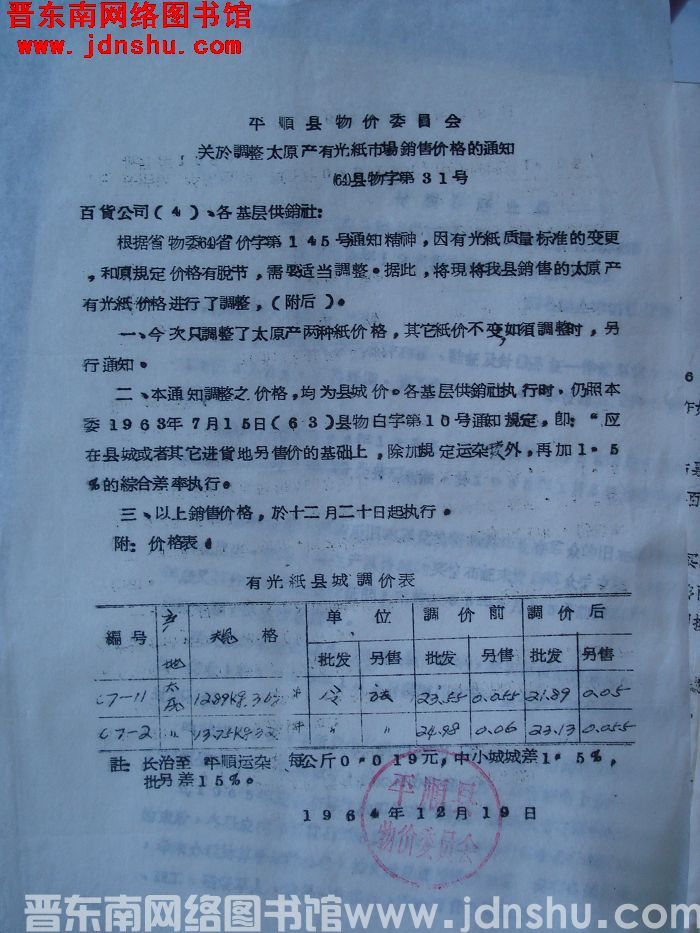 晋东南网络图书馆
www.jdnshu.com
平順县物价委員会
关於調整太原产有光紙市場銷售价格的通知
(64)县物字第31号
百貨公司(4)、各基层供銷社:
根据省物委64省价字第145号通知精神,因有光紙质量标准的变更
,和原規定价格有脫节,需要适当調整。据此,将现将我县銷售的太原产
有光紙价格进行了調整,(附后)。
一、今次只調整了太原产两种紙价格,其它紙价不变如須調整时,另
行通知。
二、本通知調整之价格,均为县城价。各基层供銷社执行时,仍照本
委1963年7月15日(63)县物白字第10号通知規定,即:“应
在县城或者其它进貨地另售价的基础上,除加規定运杂费外,再加1.5
%的綜合差率执行。
三、以上銷售价格,於十二月二十日起执行。
附:价格表。
有光紙县城調价表
編号 产地 规格 单位 調价前 調价后
批发 另售 批发 另售 批发 另售
67-11 太原 令 张 23.55 0.055 21.89 0.05
67-2 〃 〃 〃 24.98 0.06 23.13 0.055
註:长治至平順运杂每公斤0.019元,中小城城差1.5%,
批另差15%。
1964年12月19日
平順县
物价委員会
晋东南网络图书馆 www.jdnshu.com